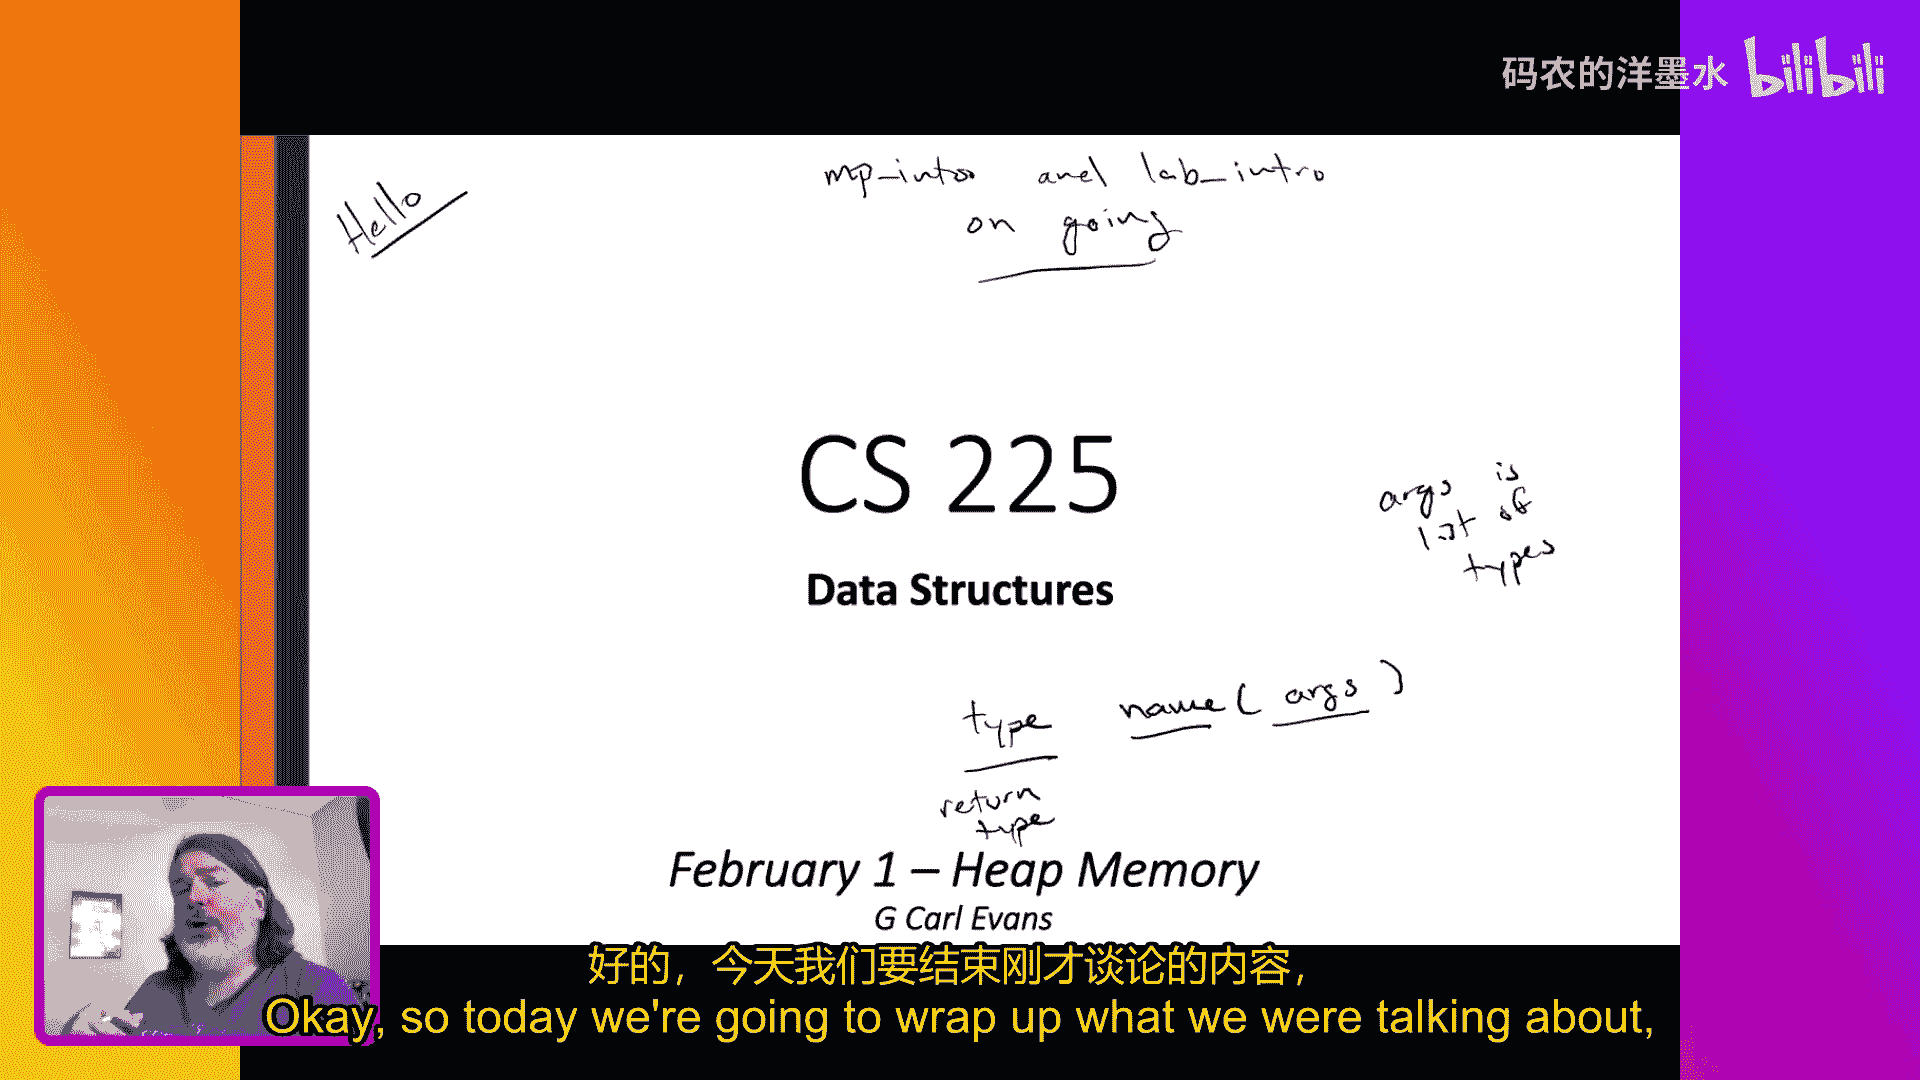 码农的洋墨水 bilibili
Hello
mp_intro and lab_intro
on going
CS 225
Data Structures
args is
list of
types
type name ( args )
return
type
February 1 – Heap Memory
G Carl Evans
好的，今天我们要结束刚才谈论的内容，
Okay, so today we're going to wrap up what we were talking about,